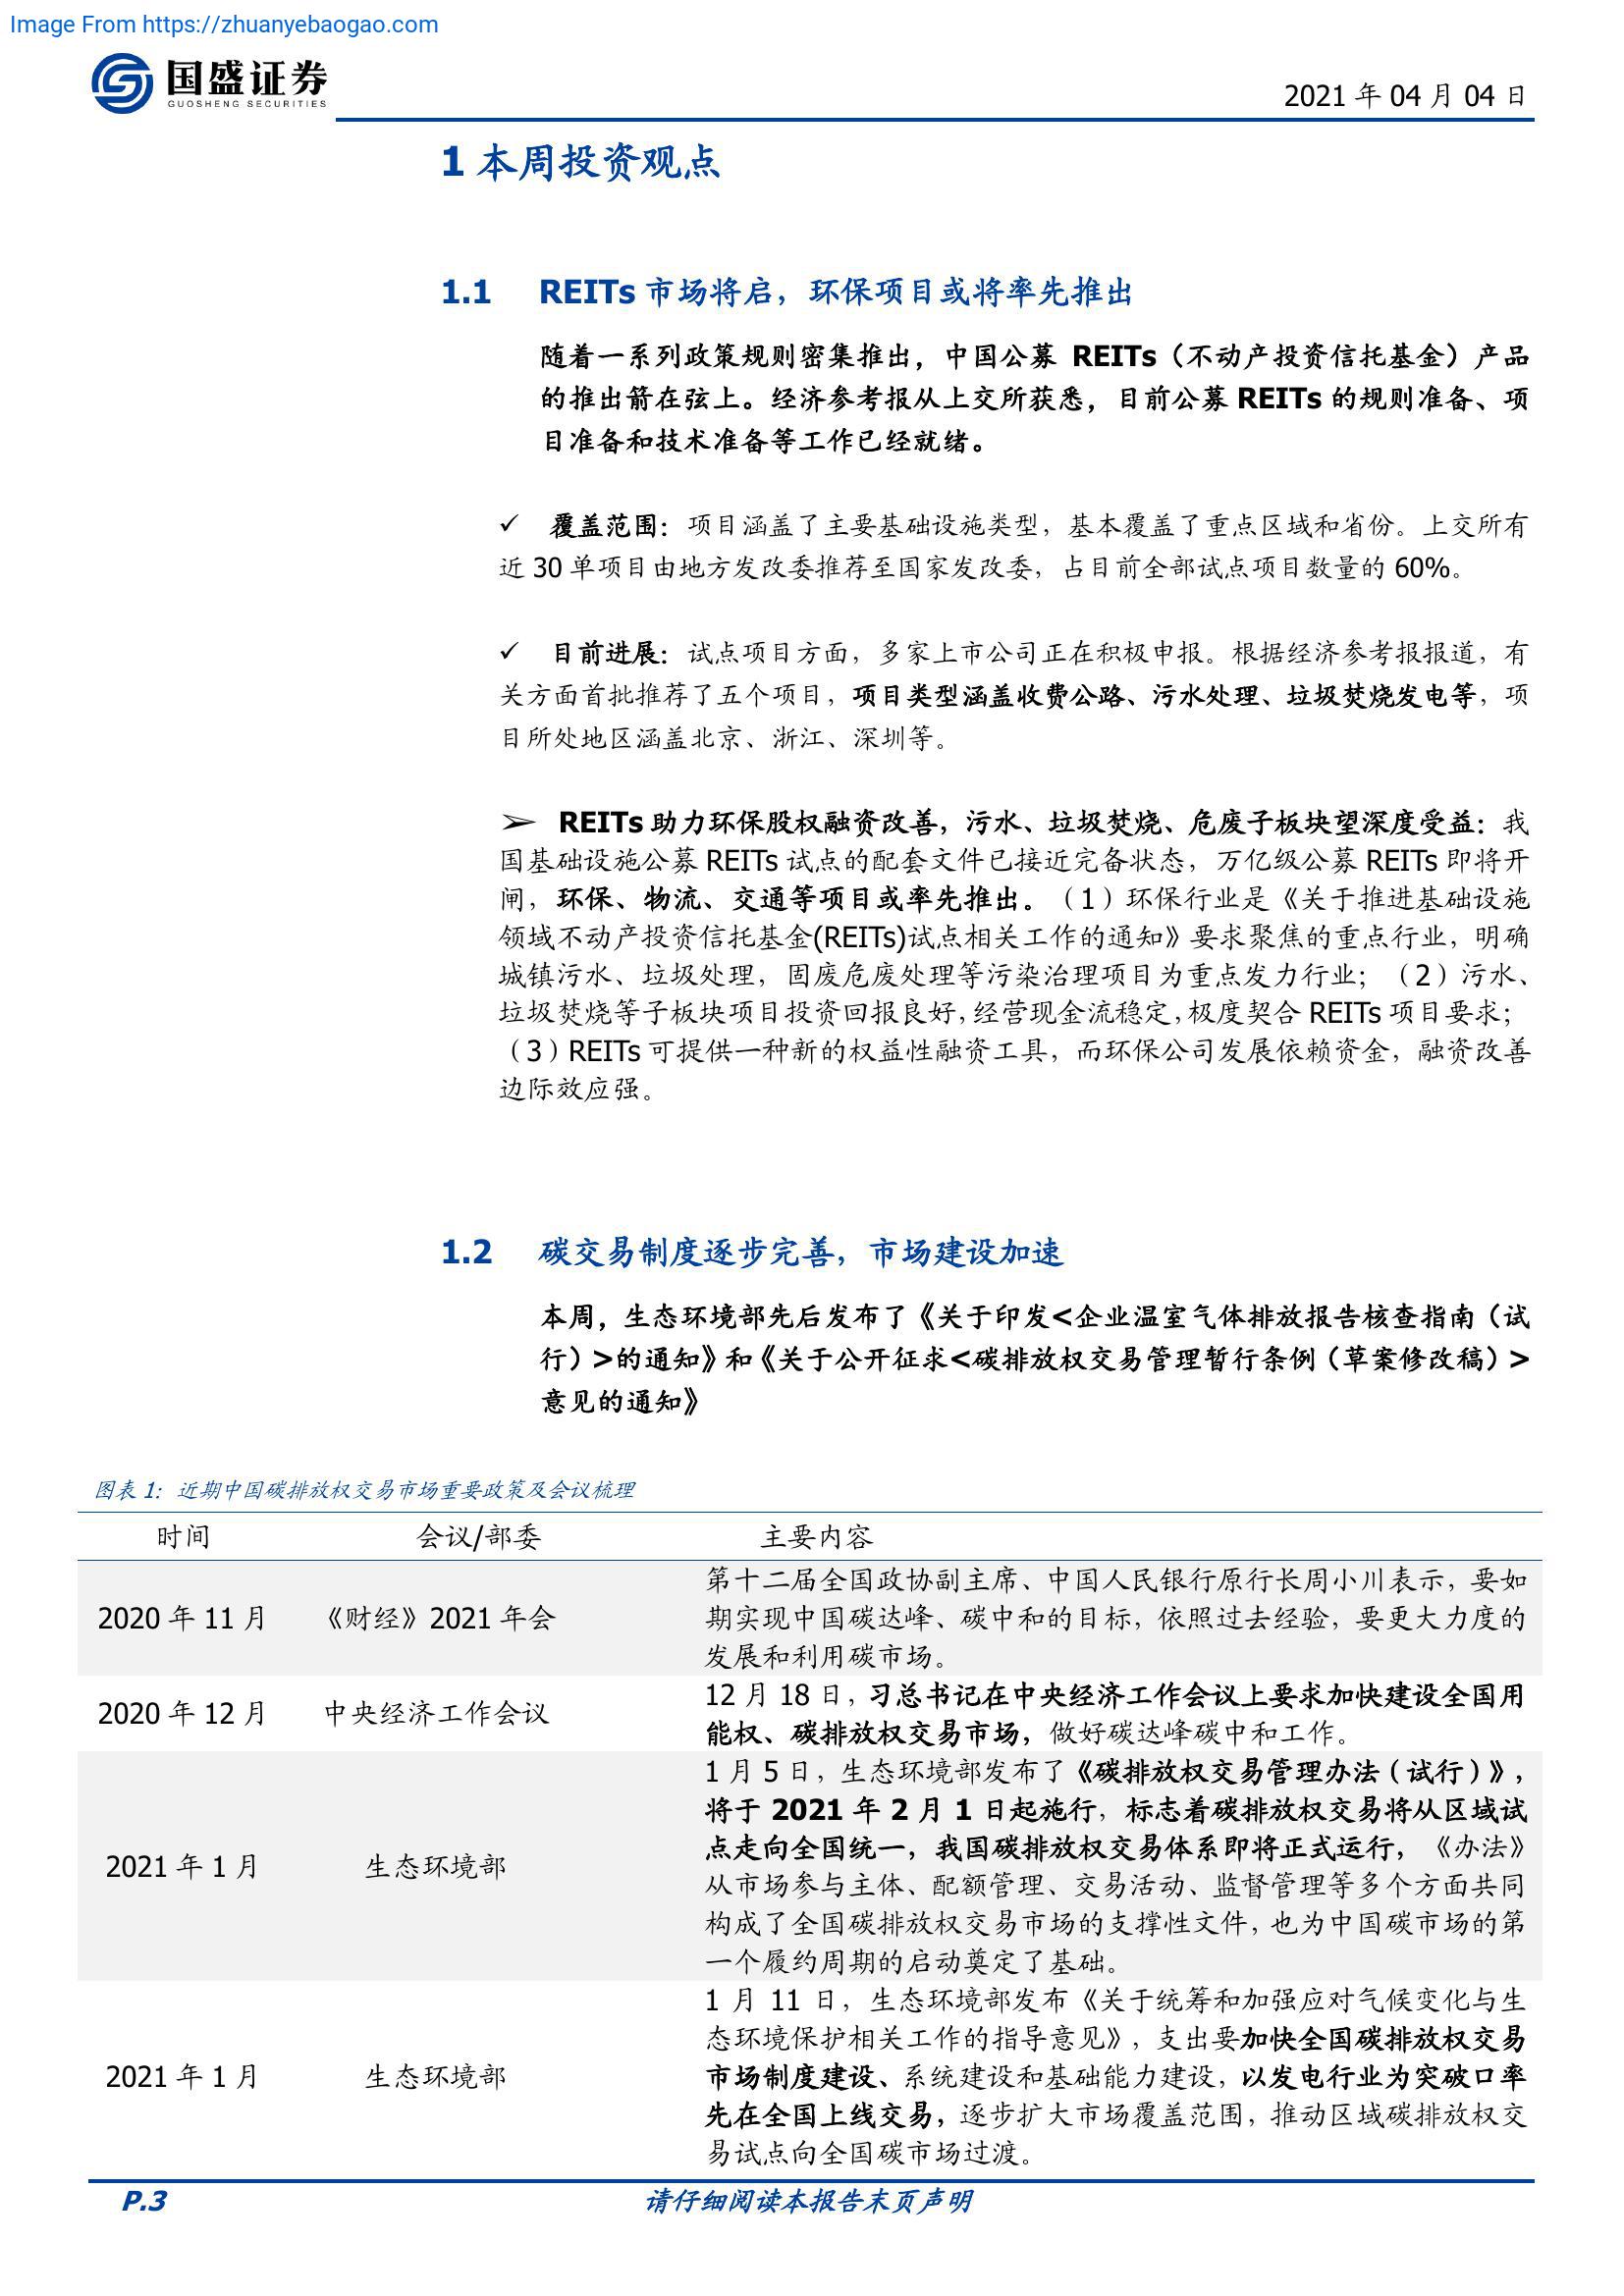 Image From https://zhuanyebaogao.com
国盛证券
GUOSHENG SECURITIES
2021 年 04 月 04 日
1 本周投资观点
1.1 REITs 市场将启，环保项目或将率先推出
随着一系列政策规则密集推出，中国公募 REITs（不动产投资信托基金）产品
的推出箭在弦上。经济参考报从上交所获悉，目前公募 REITs 的规则准备、项
目准备和技术准备等工作已经就绪。
✓ 覆盖范围：项目涵盖了主要基础设施类型，基本覆盖了重点区域和省份。上交所有
近 30 单项目由地方发改委推荐至国家发改委，占目前全部试点项目数量的 60%。
✓ 目前进展：试点项目方面，多家上市公司正在积极申报。根据经济参考报报道，有
关方面首批推荐了五个项目，项目类型涵盖收费公路、污水处理、垃圾焚烧发电等，项
目所处地区涵盖北京、浙江、深圳等。
➢ REITs 助力环保股权融资改善，污水、垃圾焚烧、危废子板块望深度受益：我
国基础设施公募 REITs 试点的配套文件已接近完备状态，万亿级公募 REITs 即将开
闸，环保、物流、交通等项目或率先推出。（1）环保行业是《关于推进基础设施
领域不动产投资信托基金(REITs)试点相关工作的通知》要求聚焦的重点行业，明确
城镇污水、垃圾处理，固废危废处理等污染治理项目为重点发力行业；（2）污水、
垃圾焚烧等子板块项目投资回报良好，经营现金流稳定，极度契合 REITs 项目要求；
（3）REITs 可提供一种新的权益性融资工具，而环保公司发展依赖资金，融资改善
边际效应强。
1.2 碳交易制度逐步完善，市场建设加速
本周，生态环境部先后发布了《关于印发<企业温室气体排放报告核查指南（试
行）>的通知》和《关于公开征求<碳排放权交易管理暂行条例（草案修改稿）>
意见的通知》
图表 1：近期中国碳排放权交易市场重要政策及会议梳理
时间 会议/部委 主要内容
2020 年 11 月 《财经》2021 年会 第十二届全国政协副主席、中国人民银行原行长周小川表示，要如
期实现中国碳达峰、碳中和的目标，依照过去经验，要更大力度的
发展和利用碳市场。
2020 年 12 月 中央经济工作会议 12 月 18 日，习总书记在中央经济工作会议上要求加快建设全国用
能权、碳排放权交易市场，做好碳达峰碳中和工作。
2021 年 1 月 生态环境部 1 月 5 日，生态环境部发布了《碳排放权交易管理办法（试行）》，
将于 2021 年 2 月 1 日起施行，标志着碳排放权交易将从区域试
点走向全国统一，我国碳排放权交易体系即将正式运行，《办法》
从市场参与主体、配额管理、交易活动、监督管理等多个方面共同
构成了全国碳排放权交易市场的支撑性文件，也为中国碳市场的第
一个履约周期的启动奠定了基础。
2021 年 1 月 生态环境部 1 月 11 日，生态环境部发布《关于统筹和加强应对气候变化与生
态环境保护相关工作的指导意见》，支出要加快全国碳排放权交易
市场制度建设、系统建设和基础能力建设，以发电行业为突破口率
先在全国上线交易，逐步扩大市场覆盖范围，推动区域碳排放权交
易试点向全国碳市场过渡。
P.3 请仔细阅读本报告末页声明